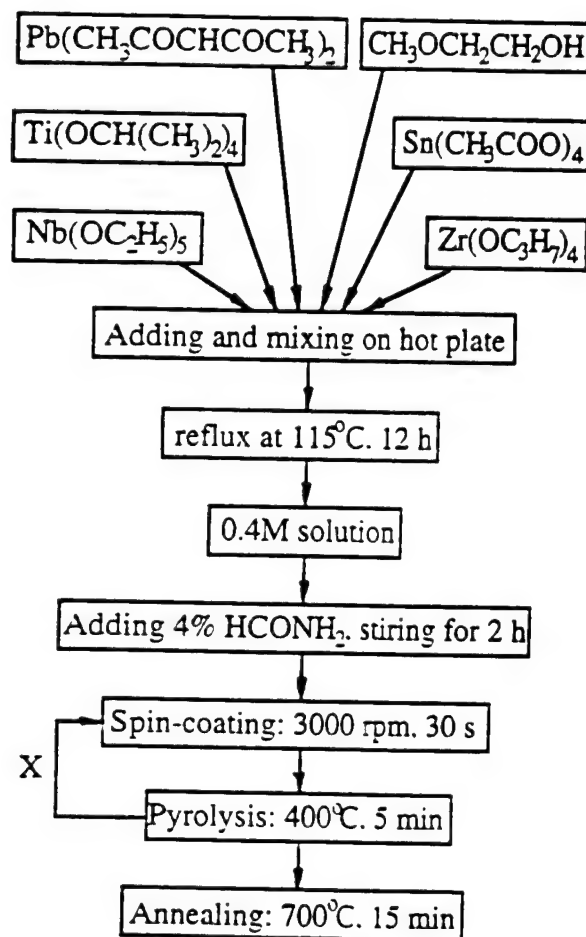 Pb(CH3COCHCOCH3)2
CH3OCH2CH2OH
Ti(OCH(CH3)2)4
Sn(CH3COO)4
Nb(OC2H5)5
Zr(OC3H7)4
Adding and mixing on hot plate
reflux at 115°C. 12 h
0.4M solution
Adding 4% HCONH2. stiring for 2 h
Spin-coating: 3000 rpm. 30 s
X
Pyrolysis: 400°C. 5 min
Annealing: 700°C. 15 min